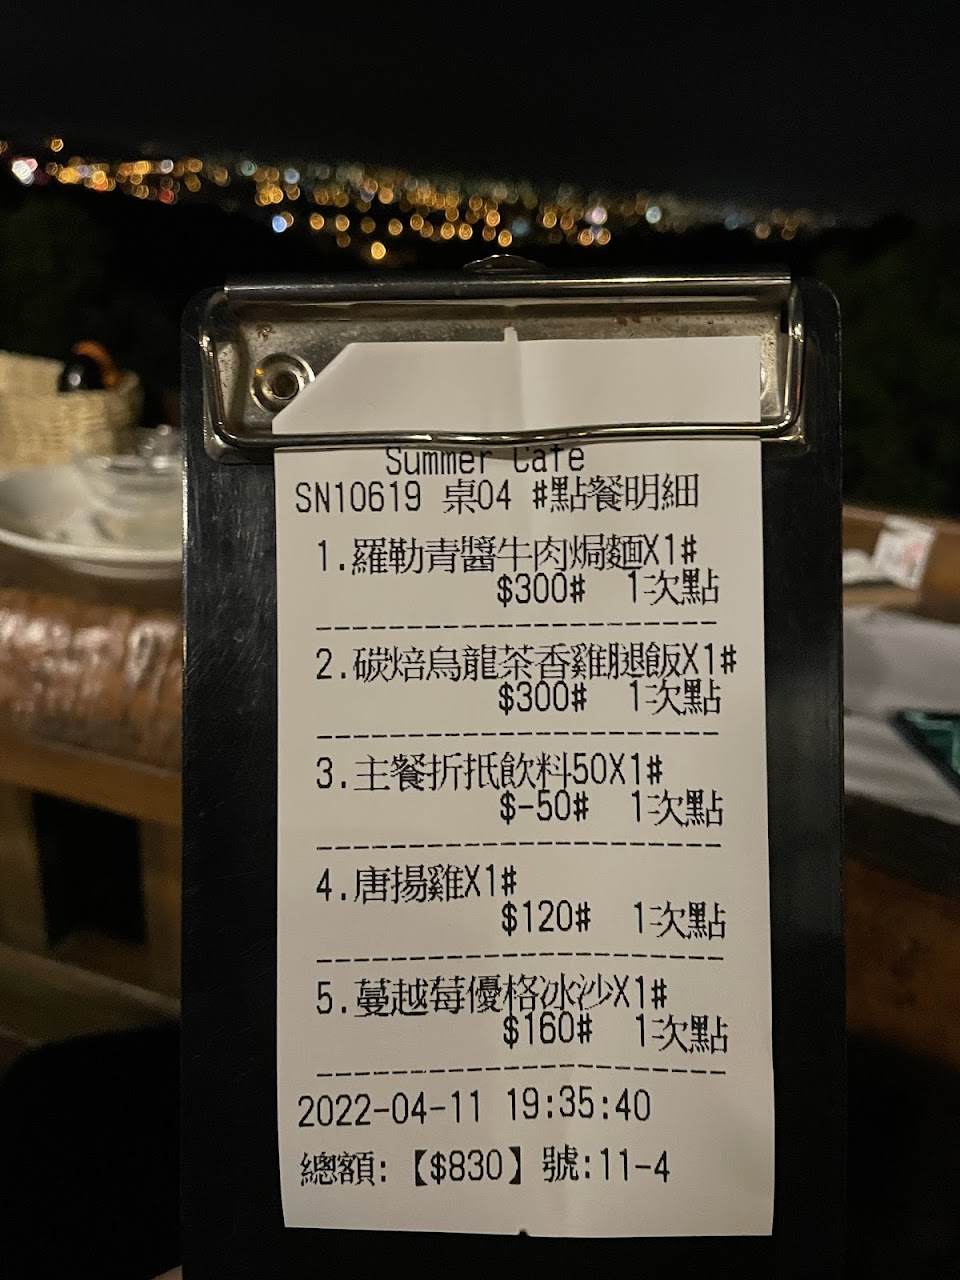 Summer Cafe
SN10619 桌04 #點餐明細
1.羅勒青醬牛肉焗麵X1#
$300# 1次點
2.碳焙烏龍茶香雞腿飯X1#
$300# 1次點
3.主餐折抵飲料50X1#
$-50# 1次點
4.唐揚雞X1#
$120# 1次點
5.蔓越莓優格冰沙X1#
$160# 1次點
2022-04-11 19:35:40
總額:【$830】號:11-4